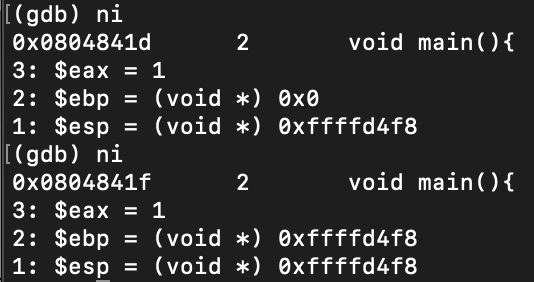 (gdb) ni
0x0804841d 2 void main(){
3: $eax = 1
2: $ebp = (void *) 0x0
1: $esp = (void *) 0xffffd4f8
(gdb) ni
0x0804841f 2 void main(){
3: $eax = 1
2: $ebp = (void *) 0xffffd4f8
1: $esp = (void *) 0xffffd4f8